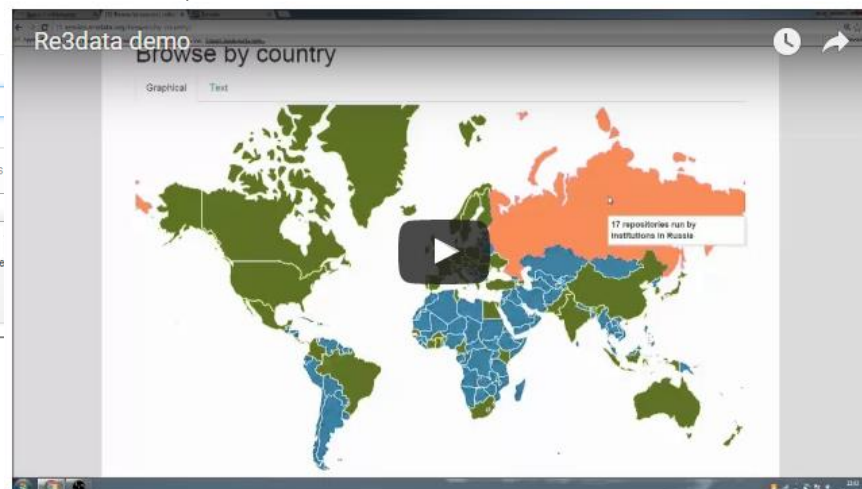 Re3data demo
Browse by country
Graphical Text
17 repositories run by
institutions in Russia